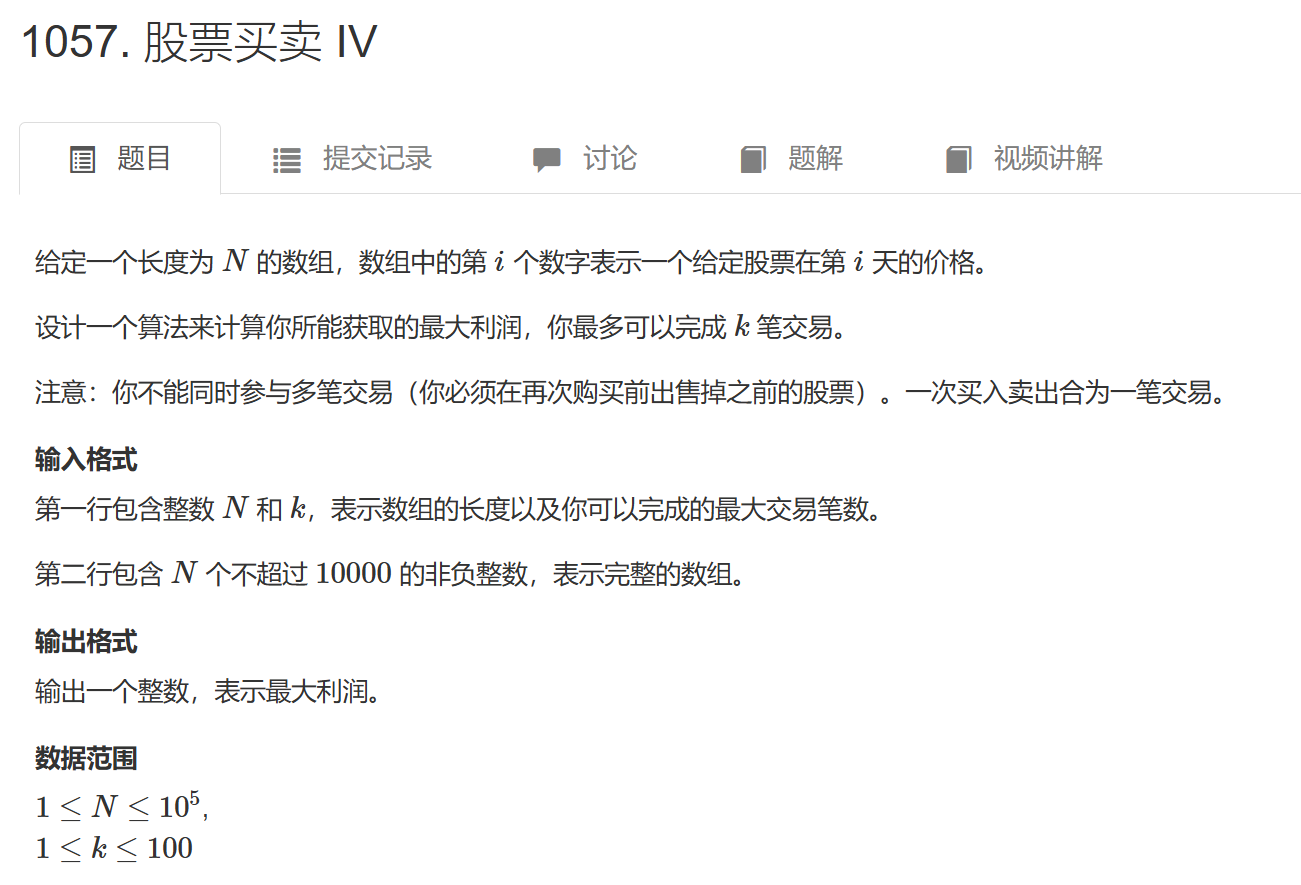 1057. 股票买卖 IV
题目 提交记录 讨论 题解 视频讲解
给定一个长度为 N 的数组，数组中的第 i 个数字表示一个给定股票在第 i 天的价格。
设计一个算法来计算你所能获取的最大利润，你最多可以完成 k 笔交易。
注意：你不能同时参与多笔交易（你必须在再次购买前出售掉之前的股票）。一次买入卖出合为一笔交易。
输入格式
第一行包含整数 N 和 k，表示数组的长度以及你可以完成的最大交易笔数。
第二行包含 N 个不超过 10000 的非负整数，表示完整的数组。
输出格式
输出一个整数，表示最大利润。
数据范围
1 ≤ N ≤ 10⁵,
1 ≤ k ≤ 100